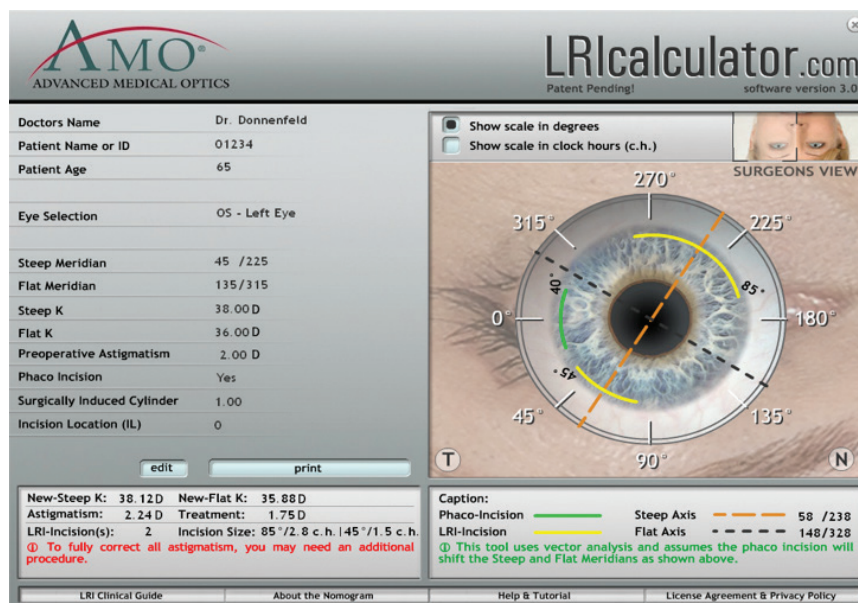 AMO®
ADVANCED MEDICAL OPTICS
LRIcalculator.com
Patent Pending! software version 3.0
Doctors Name Dr. Donnenfeld
Patient Name or ID 01234
Patient Age 65
Eye Selection OS - Left Eye
Steep Meridian 45 /225
Flat Meridian 135/315
Steep K 38.00 D
Flat K 36.00 D
Preoperative Astigmatism 2.00 D
Phaco Incision Yes
Surgically Induced Cylinder 1.00
Incision Location (IL) 0
edit print
Show scale in degrees
Show scale in clock hours (c.h.)
SURGEONS VIEW
270°
315° 225°
40° 85°
0° 180°
45°
45° 135°
90°
T N
New-Steep K: 38.12 D New-Flat K: 35.88 D
Astigmatism: 2.24 D Treatment: 1.75 D
LRI-Incision(s): 2 Incision Size: 85°/2.8 c.h.|45°/1.5 c.h.
To fully correct all astigmatism, you may need an additional
procedure.
Caption:
Phaco-Incision Steep Axis 58 /238
LRI-Incision Flat Axis 148/328
This tool uses vector analysis and assumes the phaco incision will
shift the Steep and Flat Meridians as shown above.
LRI Clinical Guide About the Nomogram Help & Tutorial License Agreement & Privacy Policy